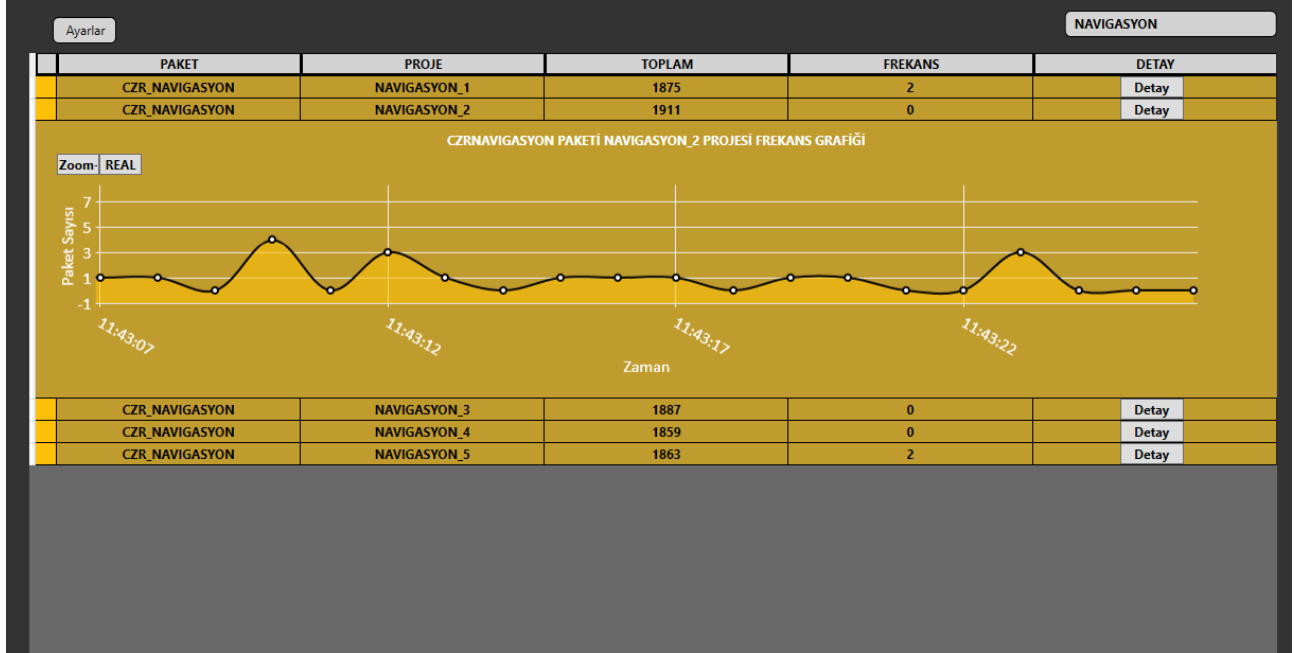 Ayarlar NAVIGASYON
PAKET PROJE TOPLAM FREKANS DETAY
CZR_NAVIGASYON NAVIGASYON_1 1875 2 Detay
CZR_NAVIGASYON NAVIGASYON_2 1911 0 Detay
CZRNAVIGASYON PAKETİ NAVIGASYON_2 PROJESİ FREKANS GRAFİĞİ
Zoom- REAL
Paket Sayısı
7
5
3
1
-1
11:43:07 11:43:12 11:43:17 11:43:22
Zaman
CZR_NAVIGASYON NAVIGASYON_3 1887 0 Detay
CZR_NAVIGASYON NAVIGASYON_4 1859 0 Detay
CZR_NAVIGASYON NAVIGASYON_5 1863 2 Detay